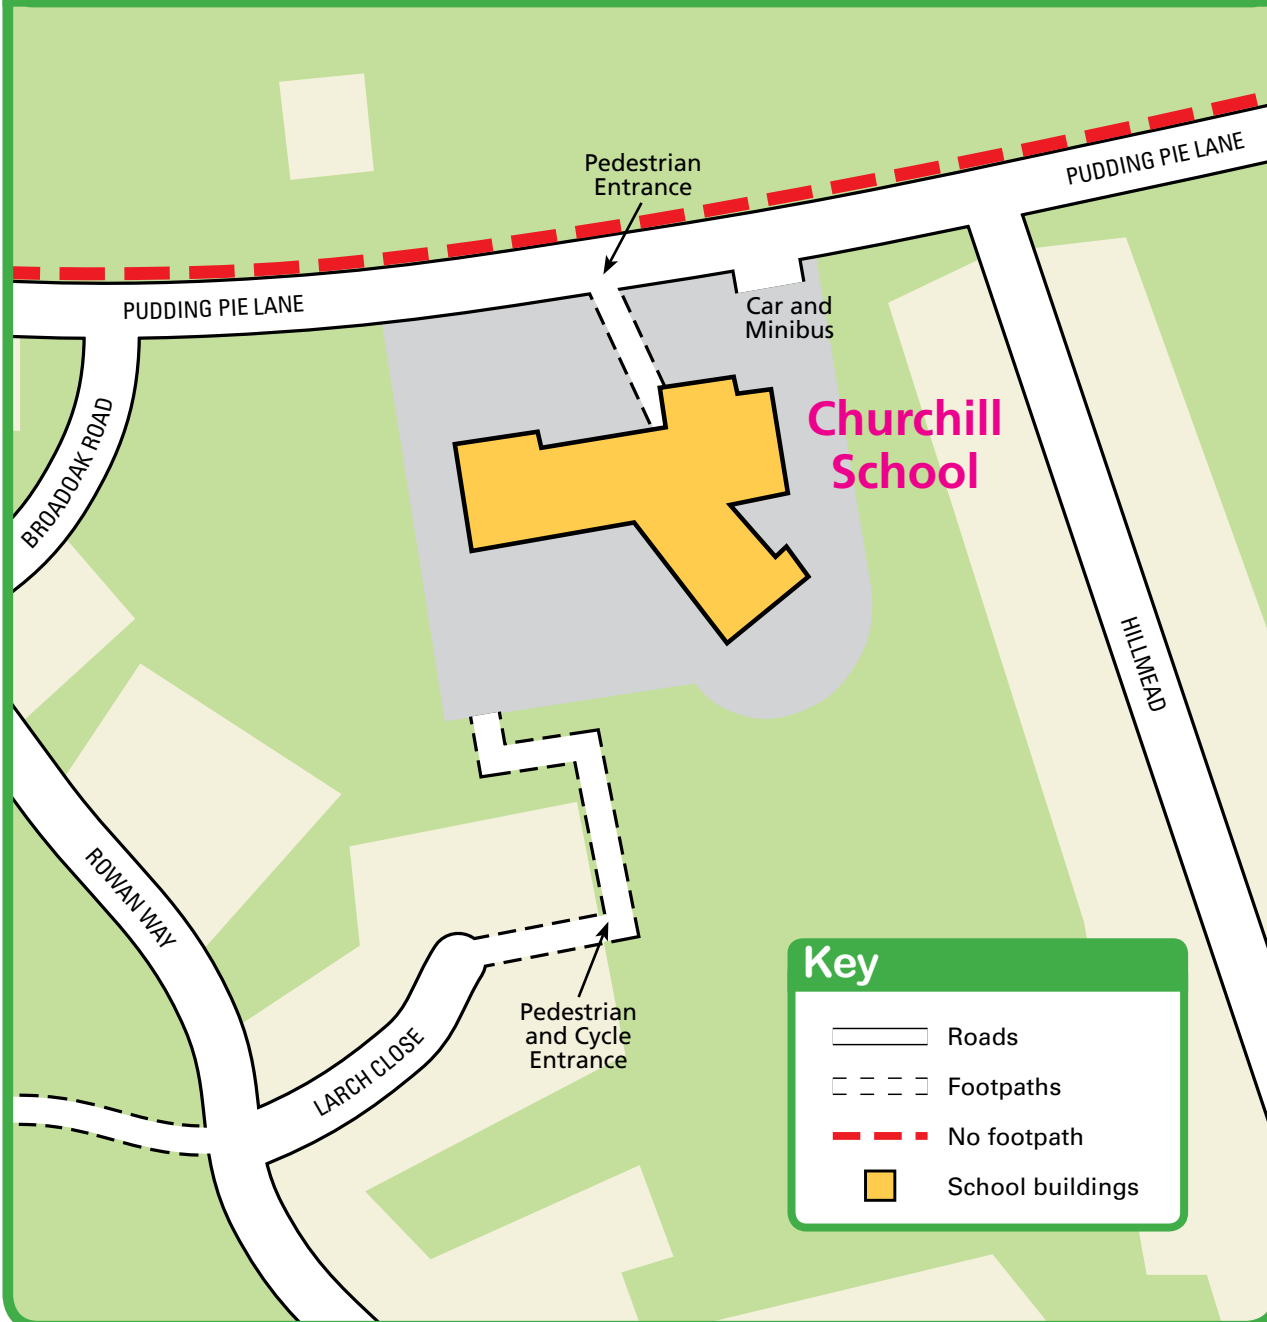 PUDDING PIE LANE
Pedestrian
Entrance
PUDDING PIE LANE
Car and
Minibus
Churchill
School
BROADOAK ROAD
HILLMEAD
ROWAN WAY
LARCH CLOSE
Pedestrian
and Cycle
Entrance
Key
Roads
Footpaths
No footpath
School buildings